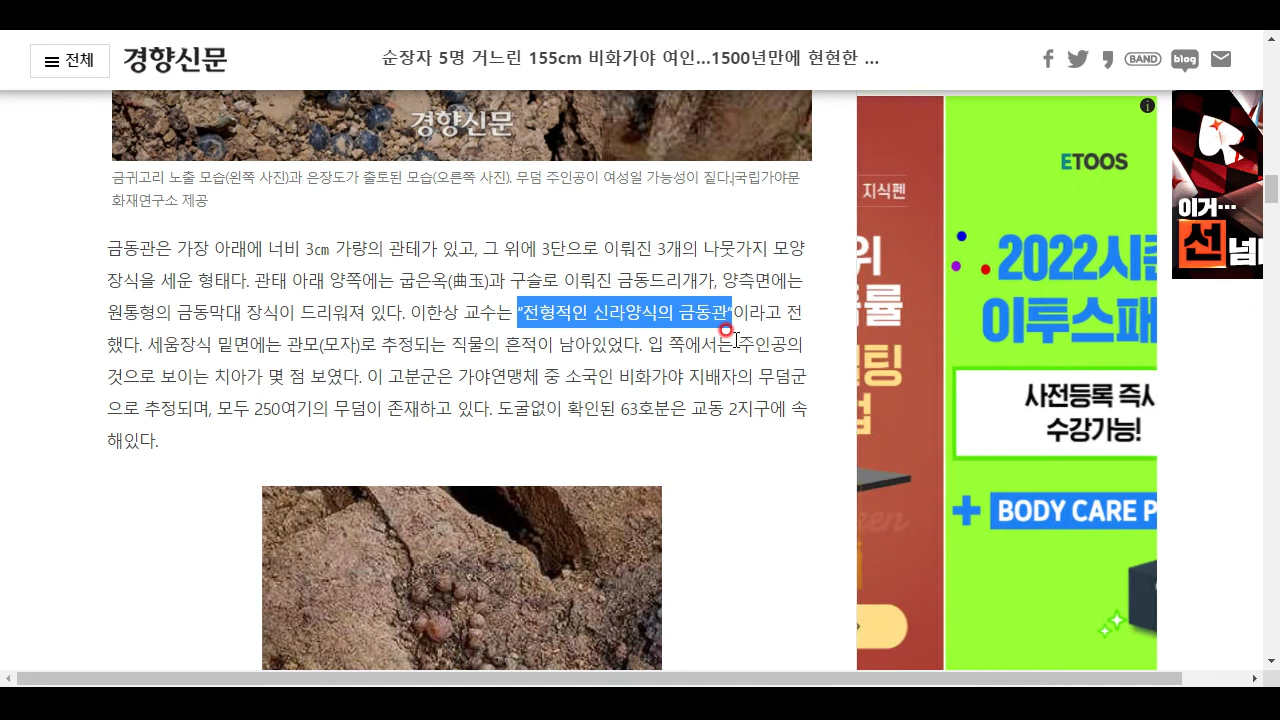 전체
경향신문
순장자 5명 거느린 155cm 비화가야 여인...1500년만에 현현한 ...
BAND
blog
경향신문
금귀고리 노출 모습(왼쪽 사진)과 은장도가 출토된 모습(오른쪽 사진). 무덤 주인공이 여성일 가능성이 짙다.|국립가야문
화재연구소 제공
금동관은 가장 아래에 너비 3㎝ 가량의 관테가 있고, 그 위에 3단으로 이뤄진 3개의 나뭇가지 모양
장식을 세운 형태다. 관테 아래 양쪽에는 굽은옥(曲玉)과 구슬로 이뤄진 금동드리개가, 양측면에는
원통형의 금동막대 장식이 드리워져 있다. 이한상 교수는 “전형적인 신라양식의 금동관”이라고 전
했다. 세움장식 밑면에는 관모(모자)로 추정되는 직물의 흔적이 남아있었다. 입 쪽에서는 주인공의
것으로 보이는 치아가 몇 점 보였다. 이 고분군은 가야연맹체 중 소국인 비화가야 지배자의 무덤군
으로 추정되며, 모두 250여기의 무덤이 존재하고 있다. 도굴없이 확인된 63호분은 교동 2지구에 속
해있다.
지식펜
위
률
팅
업
ETOOS
2022시즌
이투스패
사전등록 즉시
수강가능!
+ BODY CARE P
이거…
선 넘